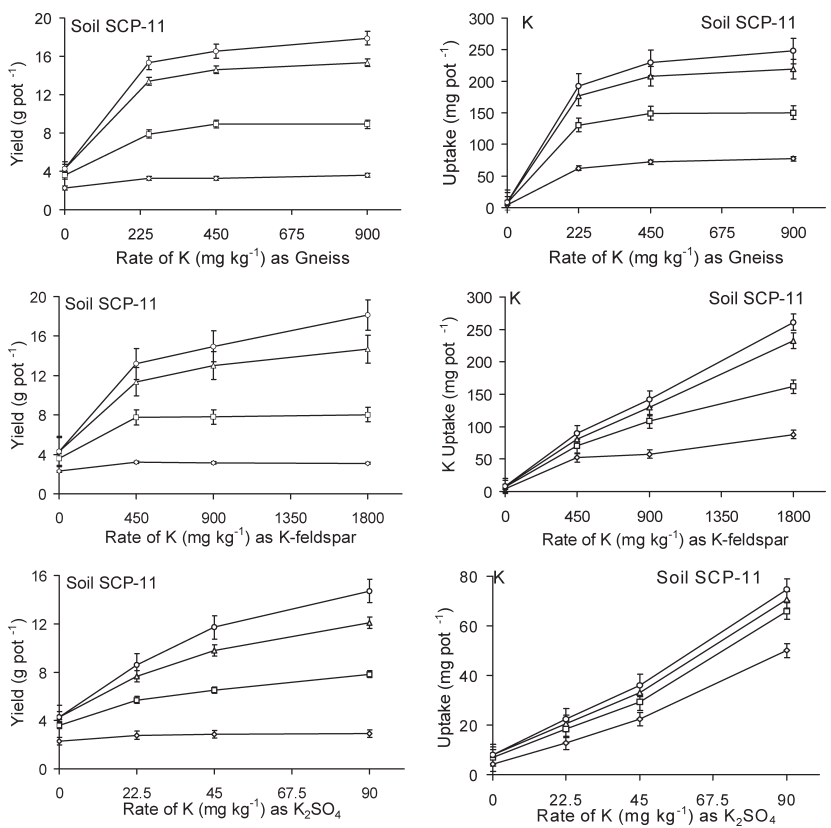 Soil SCP-11
Yield (g pot ⁻¹)
20
16
12
8
4
0
0 225 450 675 900
Rate of K (mg kg⁻¹) as Gneiss
K Soil SCP-11
Uptake (mg pot ⁻¹)
300
250
200
150
100
50
0
0 225 450 675 900
Rate of K (mg kg⁻¹) as Gneiss
Soil SCP-11
Yield (g pot ⁻¹)
20
16
12
8
4
0
0 450 900 1350 1800
Rate of K (mg kg⁻¹) as K-feldspar
K Soil SCP-11
K Uptake (mg pot ⁻¹)
300
250
200
150
100
50
0
0 450 900 1350 1800
Rate of K (mg kg⁻¹) as K-feldspar
Soil SCP-11
Yield (g pot ⁻¹)
16
12
8
4
0
0 22.5 45 67.5 90
Rate of K (mg kg⁻¹) as K₂SO₄
K Soil SCP-11
Uptake (mg pot ⁻¹)
80
60
40
20
0
0 22.5 45 67.5 90
Rate of K (mg kg⁻¹) as K₂SO₄